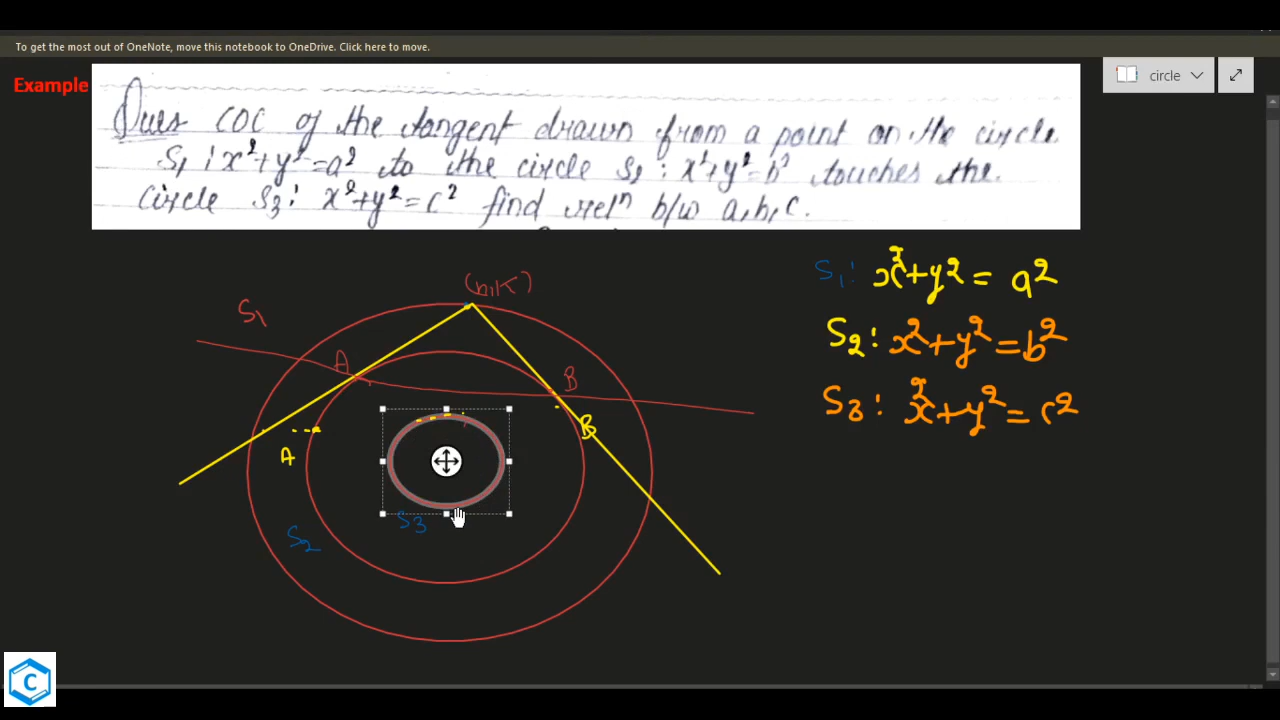 To get the most out of OneNote, move this notebook to OneDrive. Click here to move.
circle
Example
Ques COC of the tangent drawn from a point on the circle
S₁ : x²+y² = a² to the circle S₂ : x²+y² = b² touches the
Circle S₃ : x²+y² = c² find relⁿ b/w a, b, c.
S₁: x²+y² = a²
(h,k)
S₁
S₂: x²+y² = b²
A
B
S₃: x²+y² = c²
B
A
S₃
S₂
C